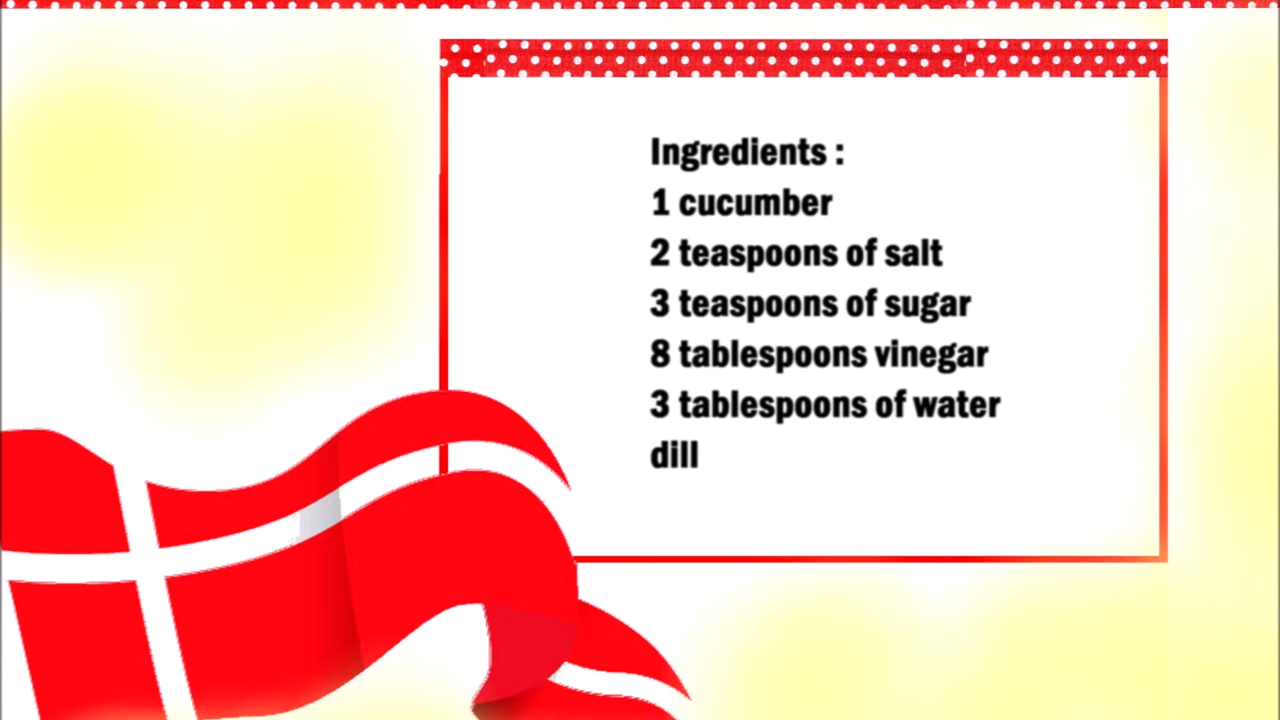 Ingredients :
1 cucumber
2 teaspoons of salt
3 teaspoons of sugar
8 tablespoons vinegar
3 tablespoons of water
dill